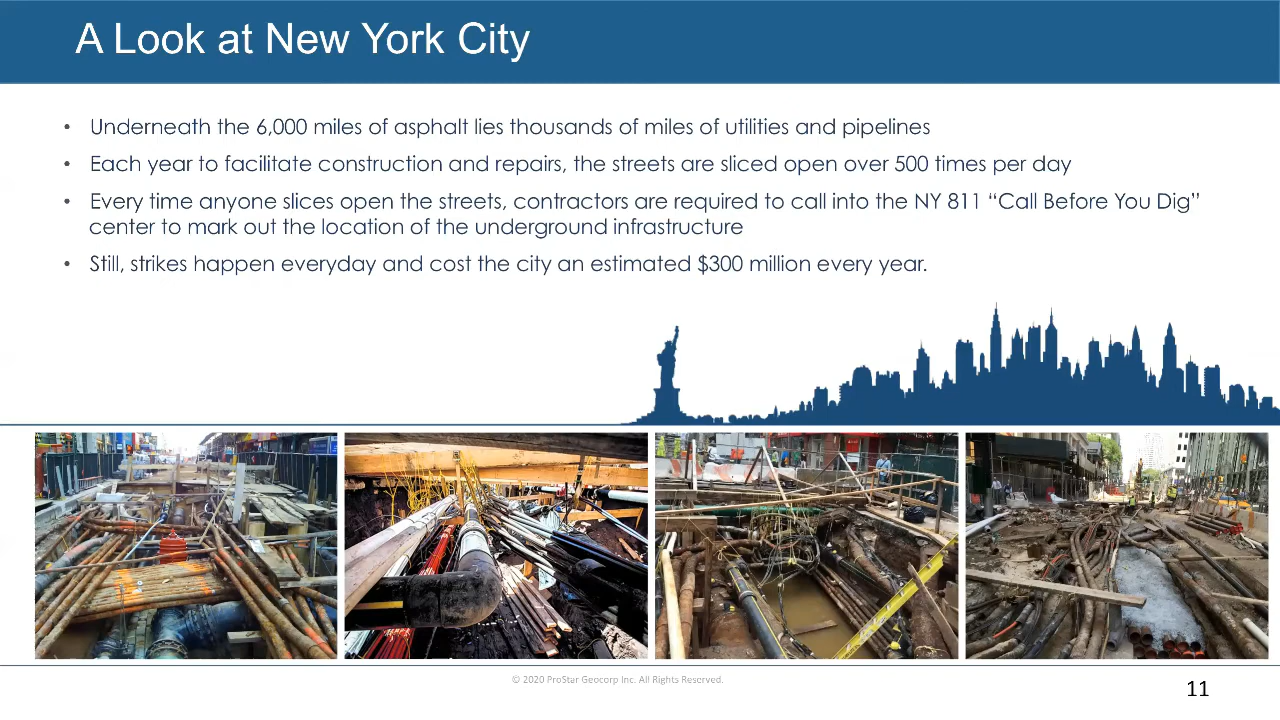 A Look at New York City
• Underneath the 6,000 miles of asphalt lies thousands of miles of utilities and pipelines
• Each year to facilitate construction and repairs, the streets are sliced open over 500 times per day
• Every time anyone slices open the streets, contractors are required to call into the NY 811 “Call Before You Dig”
center to mark out the location of the underground infrastructure
• Still, strikes happen everyday and cost the city an estimated $300 million every year.
© 2020 ProStar Geocorp Inc. All Rights Reserved.
11